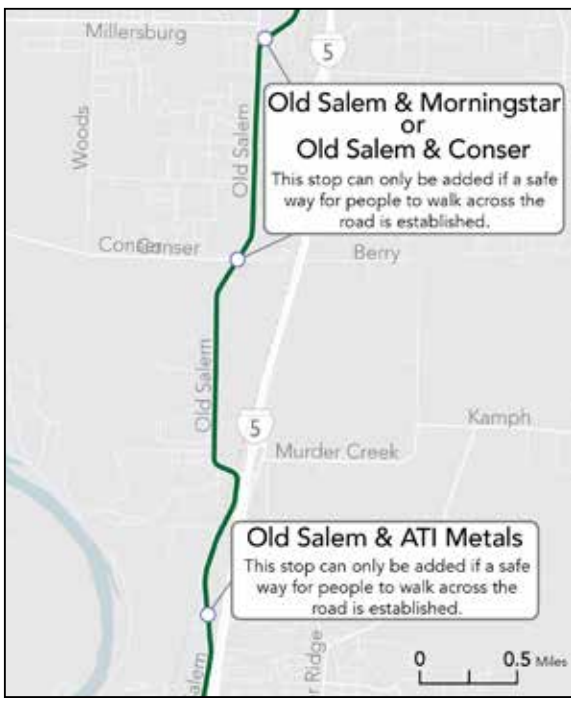 Millersburg
5
Old Salem & Morningstar
or
Old Salem & Conser
This stop can only be added if a safe
way for people to walk across the
road is established.
Woods
Old Salem
Conser
Conser
Berry
Old Salem
Kamph
5
Murder Creek
Old Salem & ATI Metals
This stop can only be added if a safe
way for people to walk across the
road is established.
alem
r Ridge
0 0.5 Miles